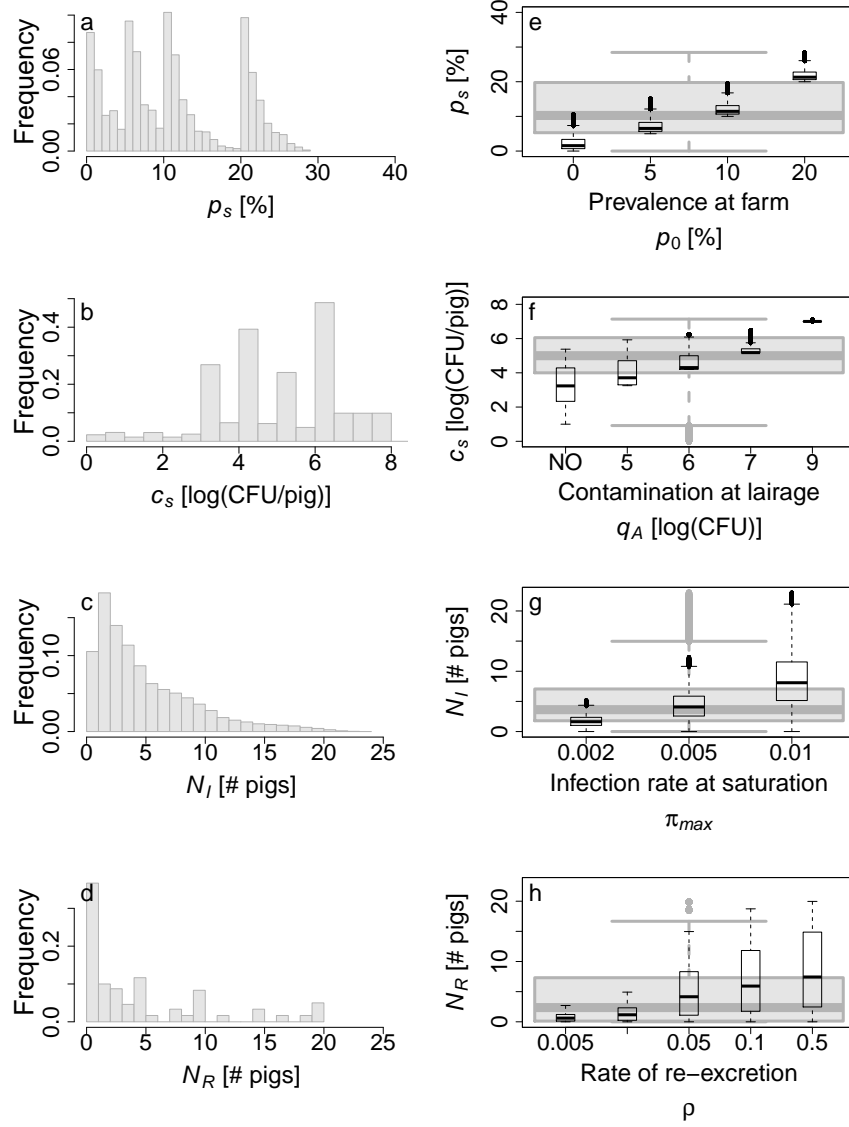 a
Frequency
0.00
0.06
0
10
20
30
40
p_s [%]
e
p_s [%]
0
20
40
0
5
10
20
Prevalence at farm
p_0 [%]
b
Frequency
0.0
0.2
0.4
0
2
4
6
8
c_s [log(CFU/pig)]
f
c_s [log(CFU/pig)]
0
2
4
6
8
NO
5
6
7
9
Contamination at lairage
q_A [log(CFU)]
c
Frequency
0.00
0.10
0
5
10
15
20
25
N_I [# pigs]
g
N_I [# pigs]
0
10
20
0.002
0.005
0.01
Infection rate at saturation
π_max
d
Frequency
0.0
0.2
0
5
10
15
20
25
N_R [# pigs]
h
N_R [# pigs]
0
10
20
0.005
0.05
0.1
0.5
Rate of re−excretion
ρ